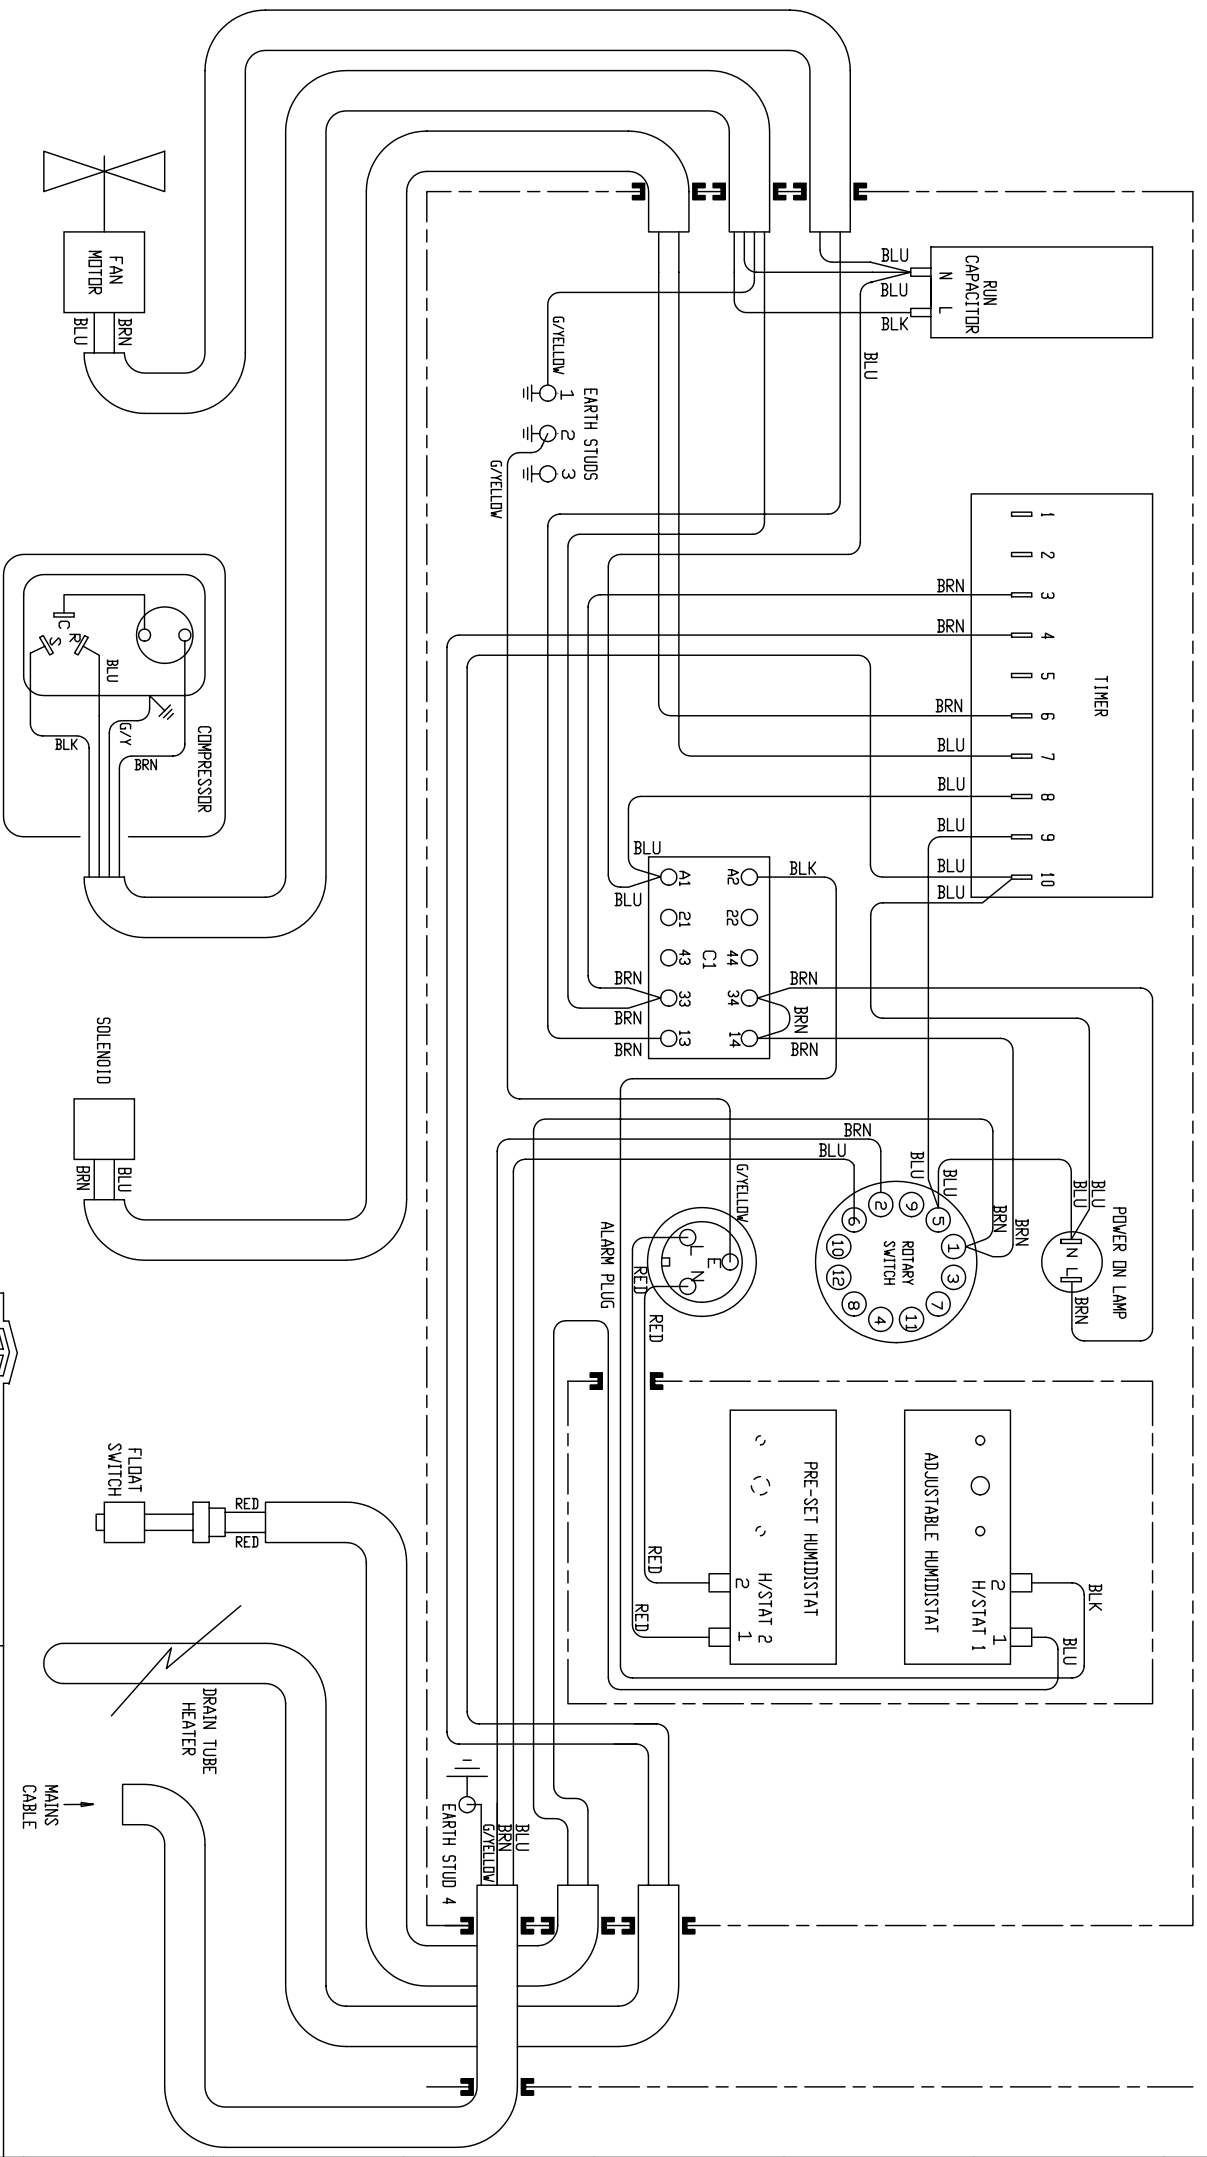 RUN
CAPACITOR
N
L
BLU
BLU
BLK
BLU
TIMER
1
2
3
4
5
6
7
8
9
10
BRN
BRN
BRN
BLU
BLU
BLU
BLU
BLU
POWER ON LAMP
N
L
BLU
BLU
BRN
ROTARY
SWITCH
1
3
7
11
4
8
12
10
6
2
9
5
BRN
BRN
BLU
BLU
BRN
BLU
ADJUSTABLE HUMIDISTAT
H/STAT 1
2
1
BLK
BLU
PRE-SET HUMIDISTAT
H/STAT 2
2
1
RED
RED
EARTH STUDS
1
2
3
G/YELLOW
G/YELLOW
C1
A2
22
44
34
14
A1
21
43
33
13
BLK
BRN
BRN
BRN
BLU
BLU
BRN
BRN
BRN
ALARM PLUG
L
E
N
G/YELLOW
RED
RED
EARTH STUD 4
BLU
BRN
G/YELLOW
FAN
MOTOR
BRN
BLU
COMPRESSOR
C
R
S
BLU
G/Y
BLK
BRN
SOLENOID
BLU
BRN
FLOAT
SWITCH
RED
RED
DRAIN TUBE
HEATER
MAINS
CABLE